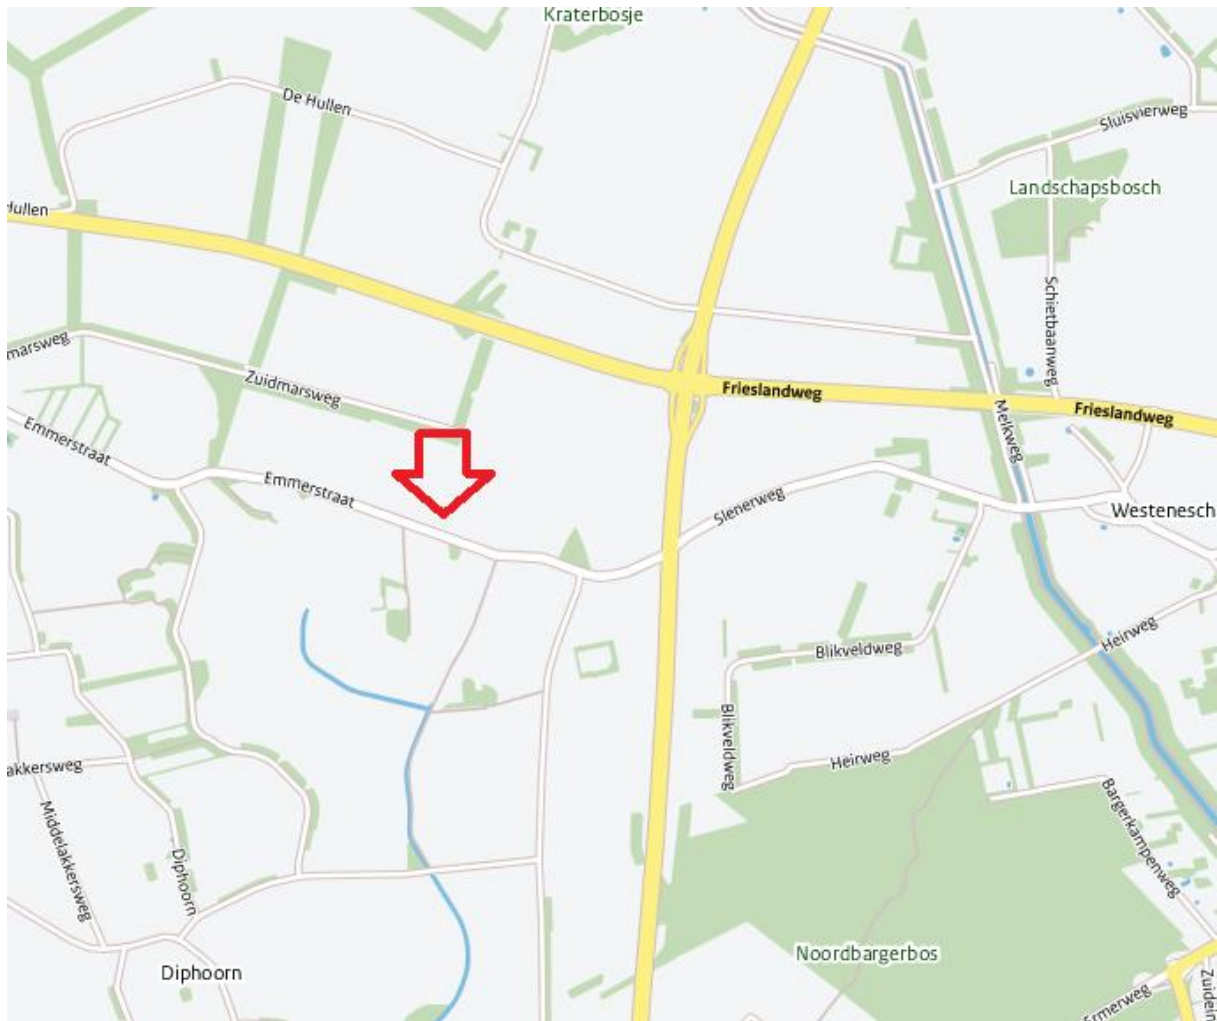 Kraterbosje
De Hullen
Sluisvierweg
Landschapsbosch
Hullen
Schietbaanweg
marsweg
Zuidmarsweg
Frieslandweg
Frieslandweg
Melkweg
Emmerstraat
Emmerstraat
Slenerweg
Westenesch
Heirweg
Blikveldweg
Blikveldweg
Heirweg
akkersweg
Middelakkersweg
Diphoorn
Bargerkampenweg
Noordbargerbos
Diphoorn
Ermerweg
Zuidein